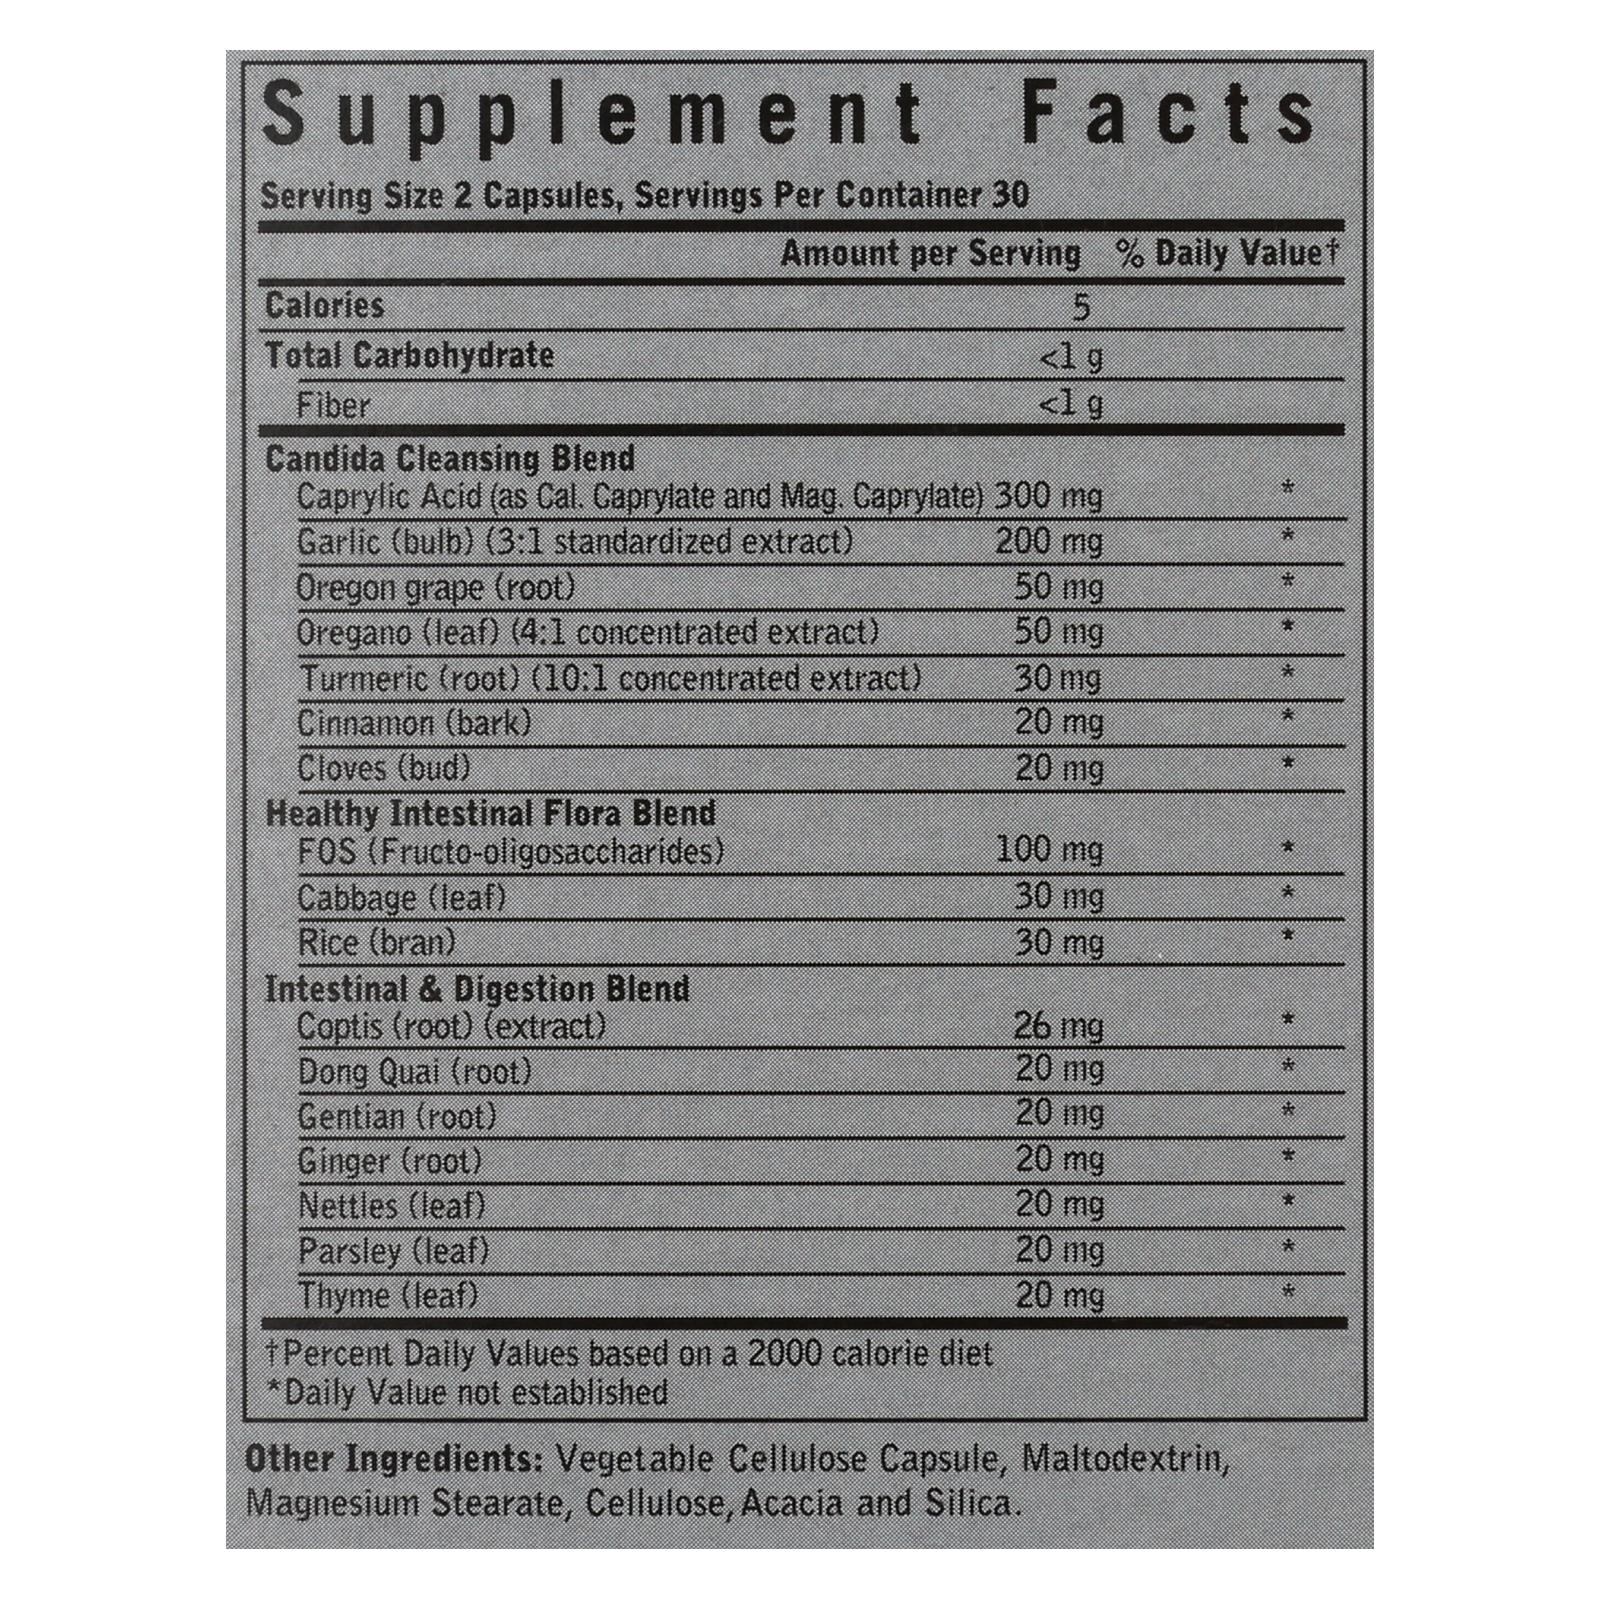 Supplement Facts
Serving Size 2 Capsules, Servings Per Container 30
Amount per Serving % Daily Value†
Calories 5
Total Carbohydrate <1 g
Fiber <1 g
Candida Cleansing Blend
Caprylic Acid (as Cal. Caprylate and Mag. Caprylate) 300 mg *
Garlic (bulb) (3:1 standardized extract) 200 mg *
Oregon grape (root) 50 mg *
Oregano (leaf) (4:1 concentrated extract) 50 mg *
Turmeric (root) (10:1 concentrated extract) 30 mg *
Cinnamon (bark) 20 mg *
Cloves (bud) 20 mg *
Healthy Intestinal Flora Blend
FOS (Fructo-oligosaccharides) 100 mg *
Cabbage (leaf) 30 mg *
Rice (bran) 30 mg *
Intestinal & Digestion Blend
Coptis (root) (extract) 26 mg *
Dong Quai (root) 20 mg *
Gentian (root) 20 mg *
Ginger (root) 20 mg *
Nettles (leaf) 20 mg *
Parsley (leaf) 20 mg *
Thyme (leaf) 20 mg *
†Percent Daily Values based on a 2000 calorie diet
*Daily Value not established
Other Ingredients: Vegetable Cellulose Capsule, Maltodextrin,
Magnesium Stearate, Cellulose, Acacia and Silica.